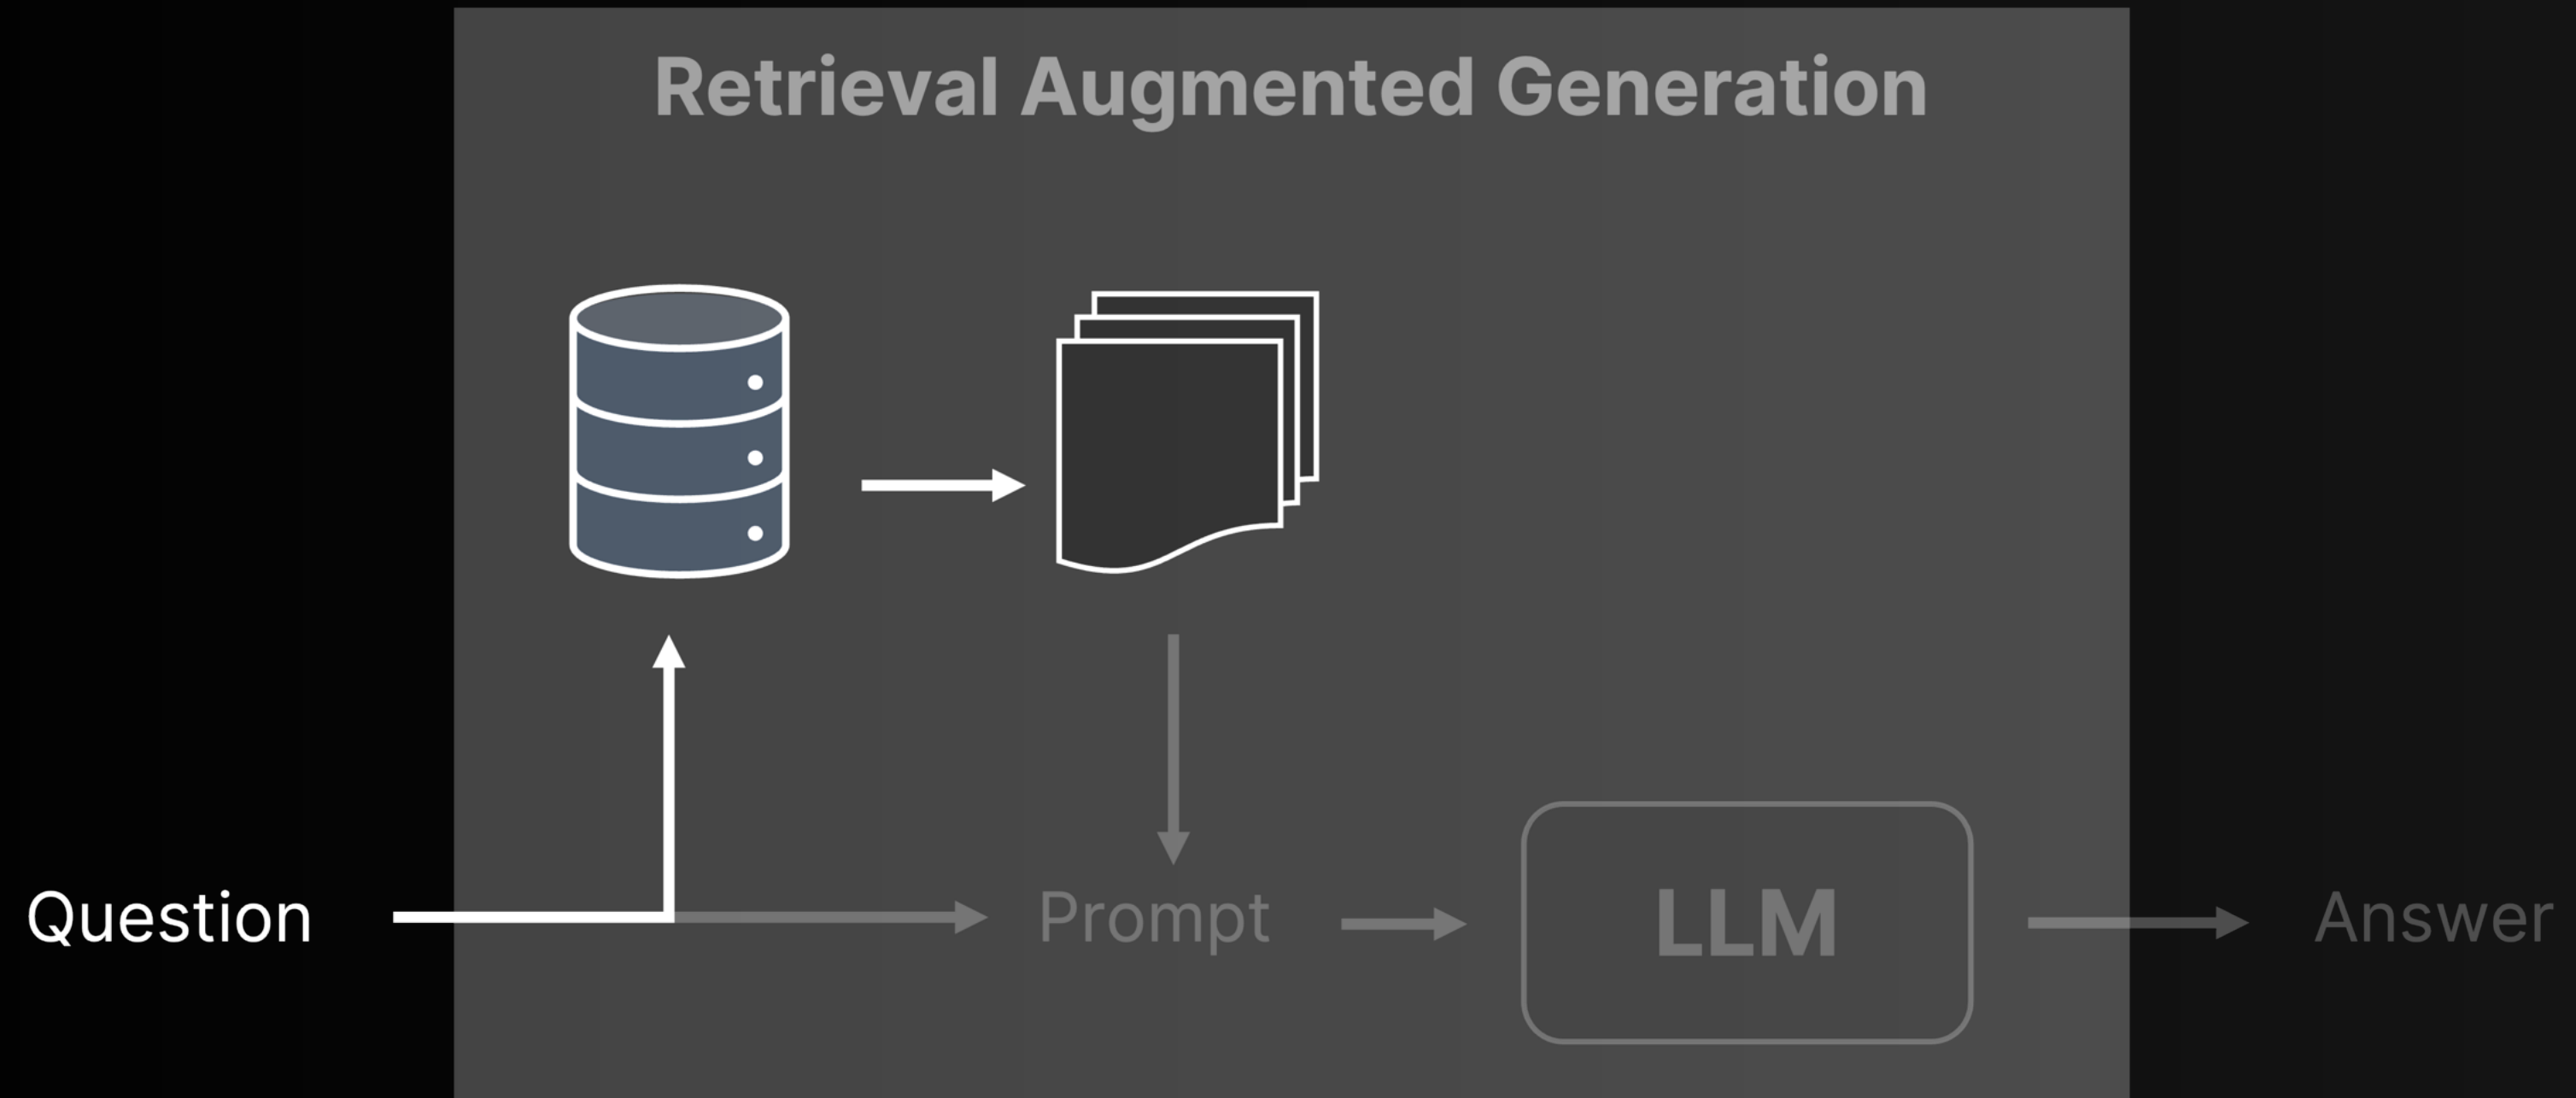 Retrieval Augmented Generation
Question
Prompt
LLM
Answer